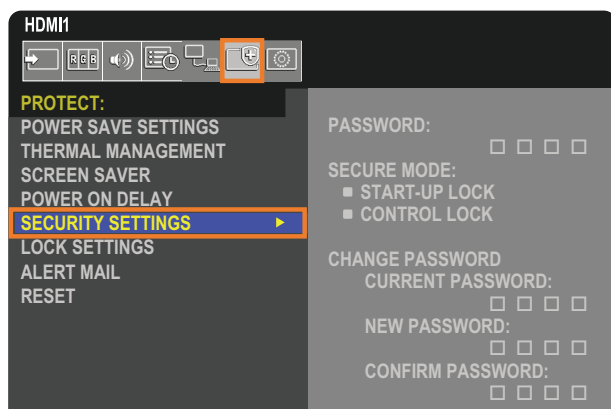 HDMI1
RGB
PROTECT:
POWER SAVE SETTINGS
THERMAL MANAGEMENT
SCREEN SAVER
POWER ON DELAY
SECURITY SETTINGS
LOCK SETTINGS
ALERT MAIL
RESET
PASSWORD:
SECURE MODE:
START-UP LOCK
CONTROL LOCK
CHANGE PASSWORD
CURRENT PASSWORD:
NEW PASSWORD:
CONFIRM PASSWORD: